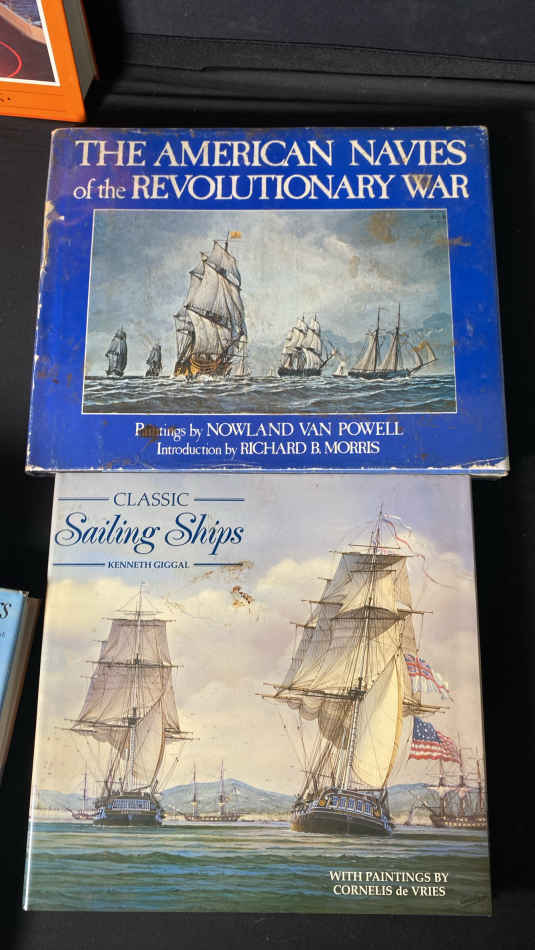 THE AMERICAN NAVIES
of the REVOLUTIONARY WAR
Paintings by NOWLAND VAN POWELL
Introduction by RICHARD B. MORRIS
CLASSIC
Sailing Ships
KENNETH GIGGAL
WITH PAINTINGS BY
CORNELIS de VRIES